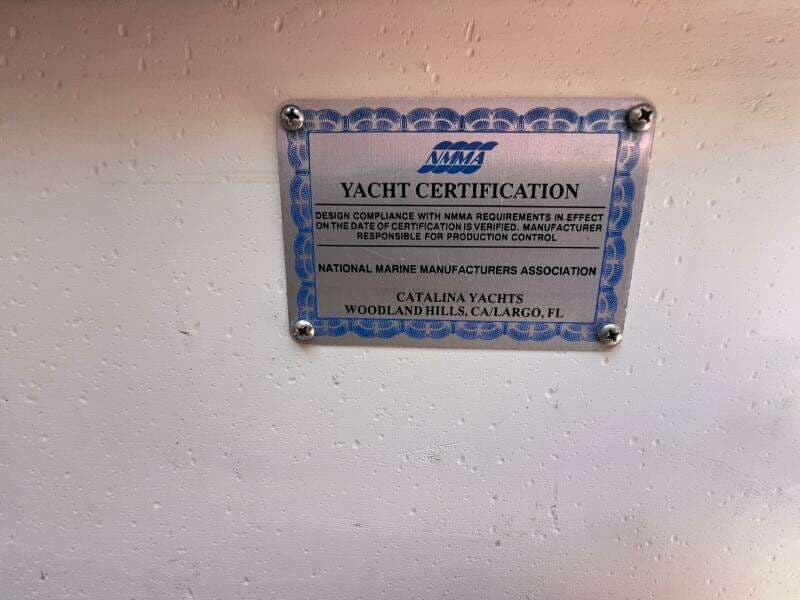 NMMA
YACHT CERTIFICATION
DESIGN COMPLIANCE WITH NMMA REQUIREMENTS IN EFFECT
ON THE DATE OF CERTIFICATION IS VERIFIED. MANUFACTURER
RESPONSIBLE FOR PRODUCTION CONTROL
NATIONAL MARINE MANUFACTURERS ASSOCIATION
CATALINA YACHTS
WOODLAND HILLS, CA/LARGO, FL